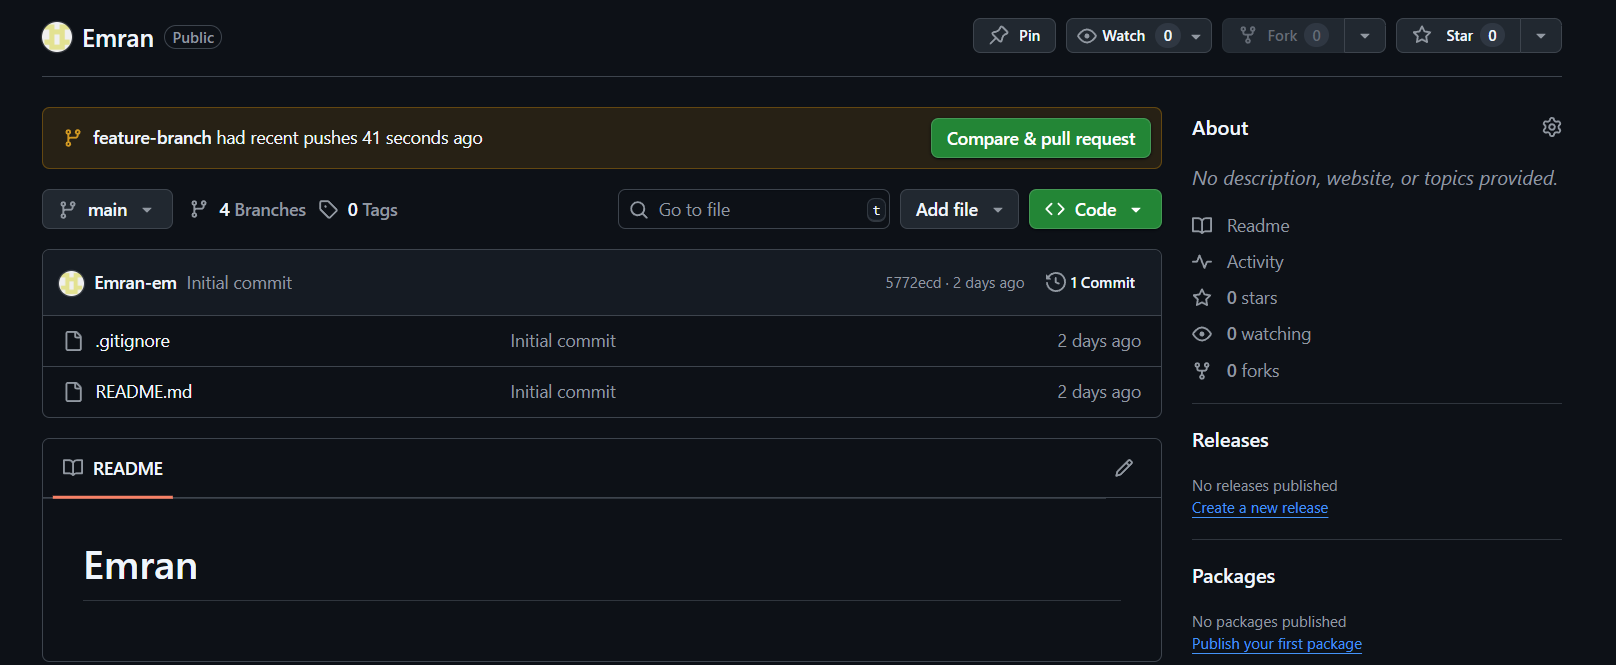 Emran Public Pin Watch 0 Fork 0 Star 0
feature-branch had recent pushes 41 seconds ago Compare & pull request
main 4 Branches 0 Tags Go to file t Add file Code
Emran-em Initial commit 5772ecd · 2 days ago 1 Commit
.gitignore Initial commit 2 days ago
README.md Initial commit 2 days ago
README
Emran
About
No description, website, or topics provided.
Readme
Activity
0 stars
0 watching
0 forks
Releases
No releases published
Create a new release
Packages
No packages published
Publish your first package